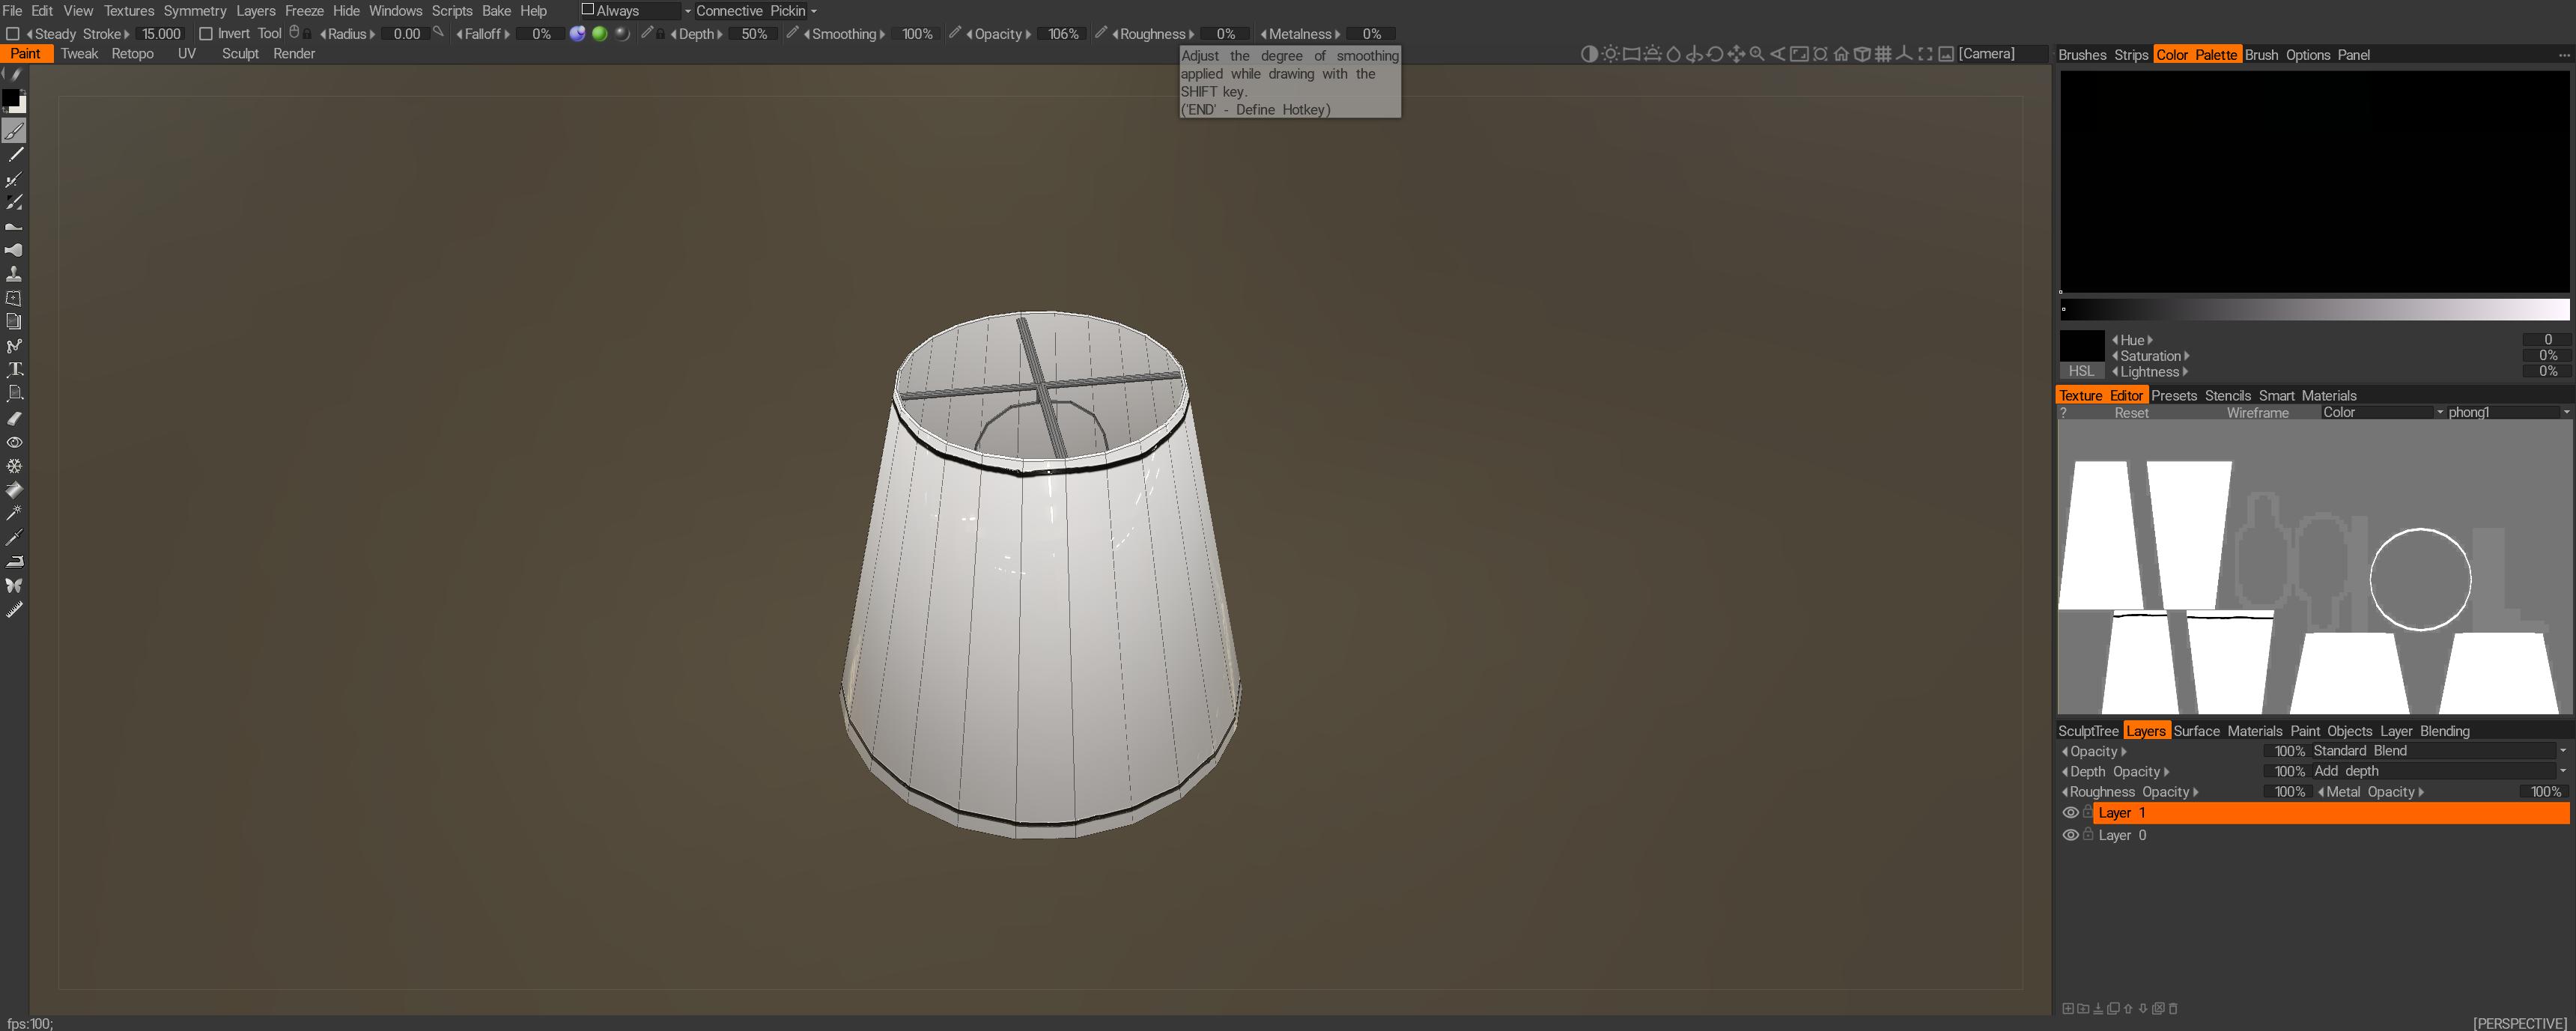 File Edit View Textures Symmetry Layers Freeze Hide Windows Scripts Bake Help Always Connective Pickin
Steady Stroke 15.000 Invert Tool Radius 0.00 Falloff 0% Depth 50% Smoothing 100% Opacity 106% Roughness 0% Metalness 0%
Paint Tweak Retopo UV Sculpt Render
Adjust the degree of smoothing
applied while drawing with the
SHIFT key.
('END' - Define Hotkey)
[Camera]
Brushes Strips Color Palette Brush Options Panel
Hue 0
Saturation 0%
HSL Lightness 0%
Texture Editor Presets Stencils Smart Materials
? Reset Wireframe Color phong1
SculptTree Layers Surface Materials Paint Objects Layer Blending
Opacity 100% Standard Blend
Depth Opacity 100% Add depth
Roughness Opacity 100% Metal Opacity 100%
Layer 1
Layer 0
fps:100;
[PERSPECTIVE]